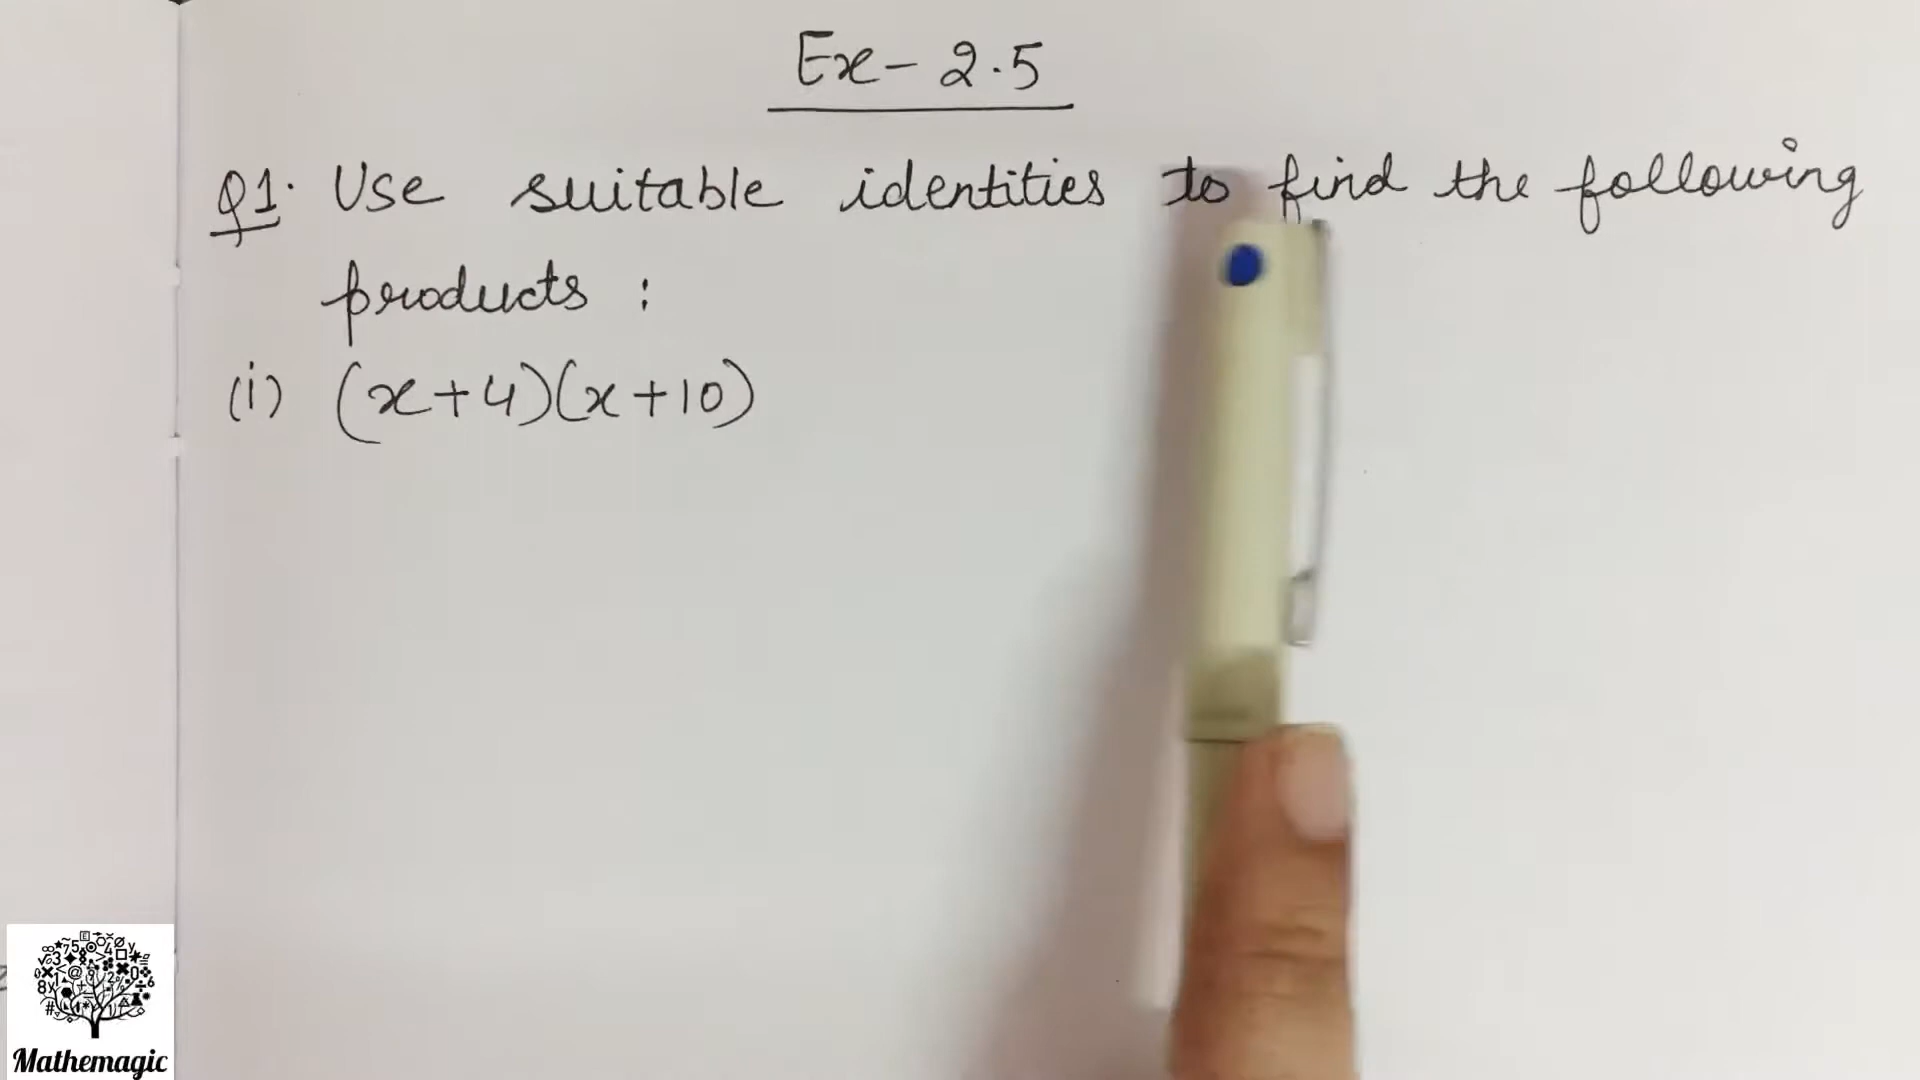 Ex - 2.5
Q1. Use suitable identities to find the following
products :
(i) (x+4)(x+10)
Mathemagic